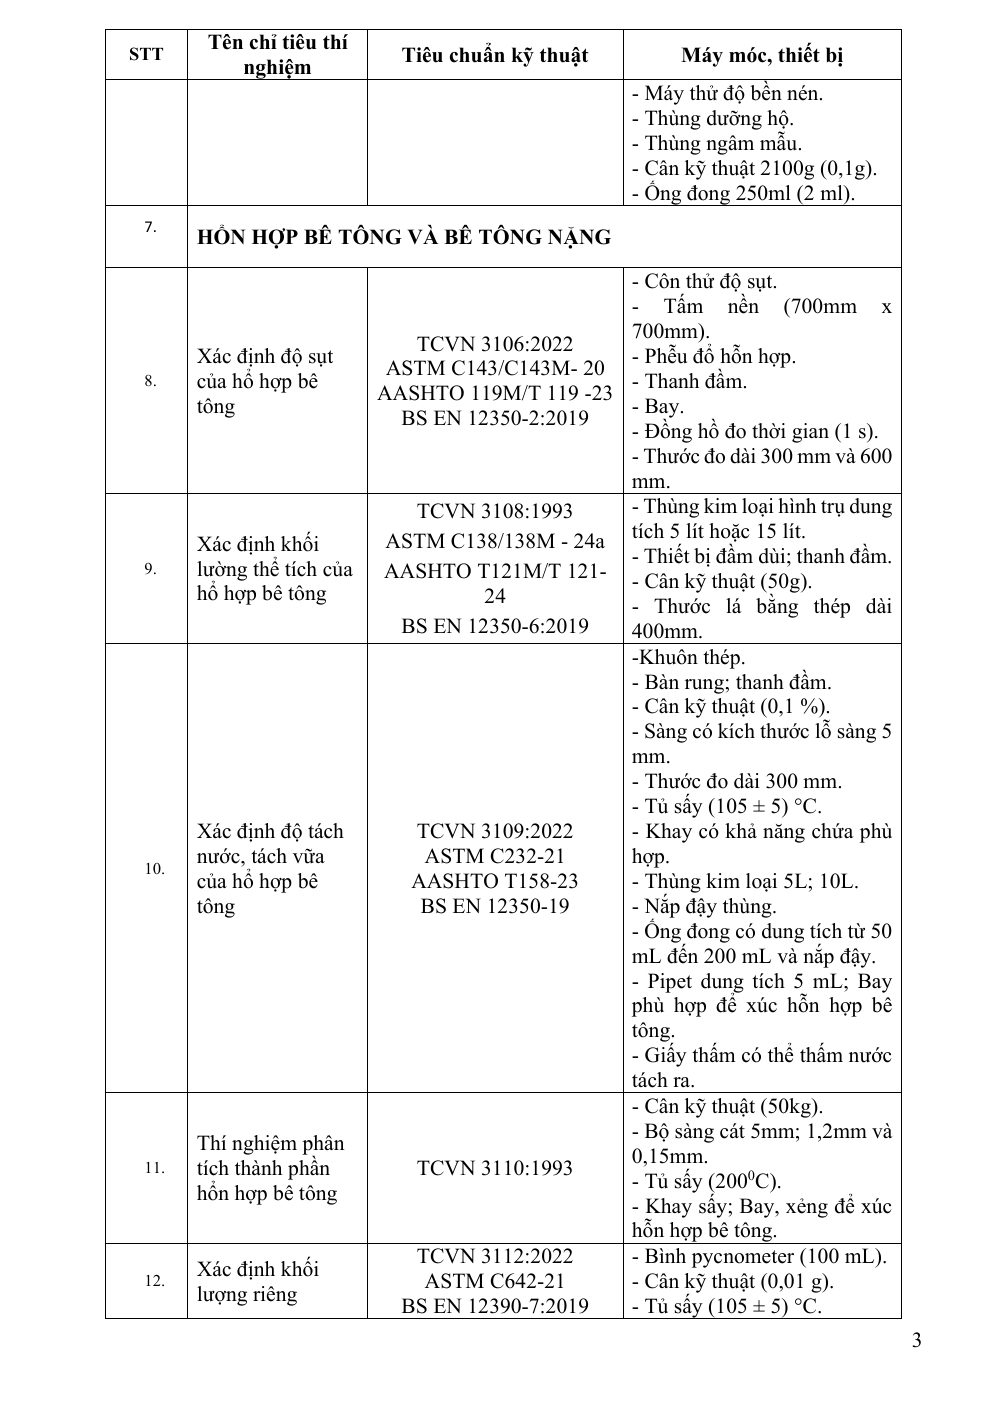 STT
Tên chỉ tiêu thí
nghiệm
Tiêu chuẩn kỹ thuật
Máy móc, thiết bị
- Máy thử độ bền nén.
- Thùng dưỡng hộ.
- Thùng ngâm mẫu.
- Cân kỹ thuật 2100g (0,1g).
- Ống đong 250ml (2 ml).
7.
HỖN HỢP BÊ TÔNG VÀ BÊ TÔNG NẶNG
8.
Xác định độ sụt
của hổ hợp bê
tông
TCVN 3106:2022
ASTM C143/C143M- 20
AASHTO 119M/T 119 -23
BS EN 12350-2:2019
- Côn thử độ sụt.
- Tấm nền (700mm x
700mm).
- Phễu đổ hỗn hợp.
- Thanh đầm.
- Bay.
- Đồng hồ đo thời gian (1 s).
- Thước đo dài 300 mm và 600
mm.
9.
Xác định khối
lường thể tích của
hổ hợp bê tông
TCVN 3108:1993
ASTM C138/138M - 24a
AASHTO T121M/T 121-
24
BS EN 12350-6:2019
- Thùng kim loại hình trụ dung
tích 5 lít hoặc 15 lít.
- Thiết bị đầm dùi; thanh đầm.
- Cân kỹ thuật (50g).
- Thước lá bằng thép dài
400mm.
10.
Xác định độ tách
nước, tách vữa
của hổ hợp bê
tông
TCVN 3109:2022
ASTM C232-21
AASHTO T158-23
BS EN 12350-19
-Khuôn thép.
- Bàn rung; thanh đầm.
- Cân kỹ thuật (0,1 %).
- Sàng có kích thước lỗ sàng 5
mm.
- Thước đo dài 300 mm.
- Tủ sấy (105 ± 5) °C.
- Khay có khả năng chứa phù
hợp.
- Thùng kim loại 5L; 10L.
- Nắp đậy thùng.
- Ống đong có dung tích từ 50
mL đến 200 mL và nắp đậy.
- Pipet dung tích 5 mL; Bay
phù hợp để xúc hỗn hợp bê
tông.
- Giấy thấm có thể thấm nước
tách ra.
11.
Thí nghiệm phân
tích thành phần
hổn hợp bê tông
TCVN 3110:1993
- Cân kỹ thuật (50kg).
- Bộ sàng cát 5mm; 1,2mm và
0,15mm.
- Tủ sấy (200⁰C).
- Khay sấy; Bay, xẻng để xúc
hỗn hợp bê tông.
12.
Xác định khối
lượng riêng
TCVN 3112:2022
ASTM C642-21
BS EN 12390-7:2019
- Bình pycnometer (100 mL).
- Cân kỹ thuật (0,01 g).
- Tủ sấy (105 ± 5) °C.
3